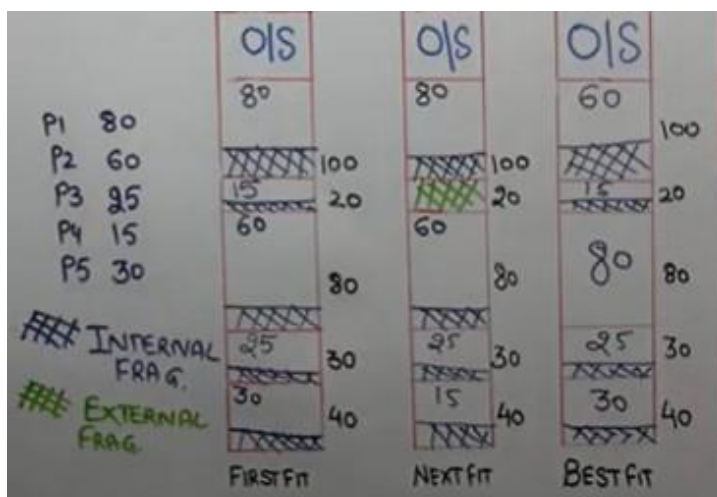 P1 80
P2 60
P3 25
P4 15
P5 30
INTERNAL
FRAG.
EXTERNAL
FRAG
O/S
80
100
15
20
60
80
25
30
30
40
FIRST FIT
O/S
80
100
20
60
80
25
30
15
40
NEXT FIT
O/S
60
100
15
20
80
80
25
30
30
40
BEST FIT